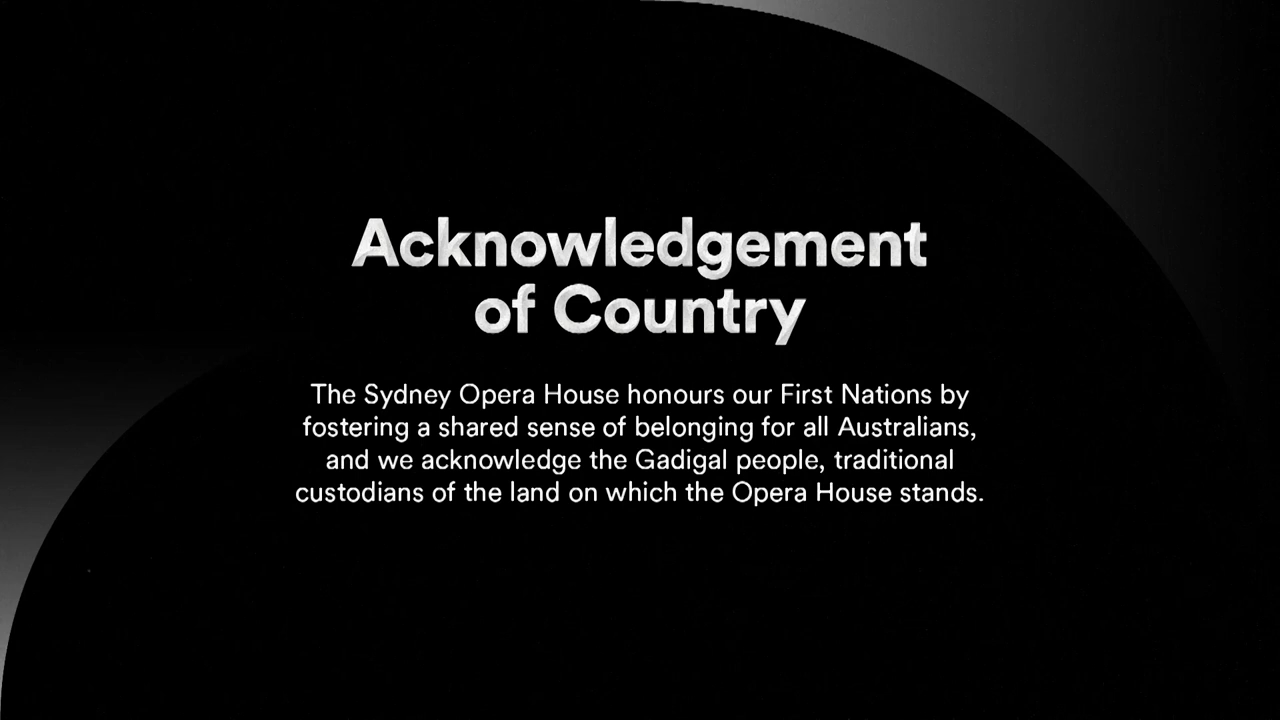 Acknowledgement
of Country
The Sydney Opera House honours our First Nations by
fostering a shared sense of belonging for all Australians,
and we acknowledge the Gadigal people, traditional
custodians of the land on which the Opera House stands.